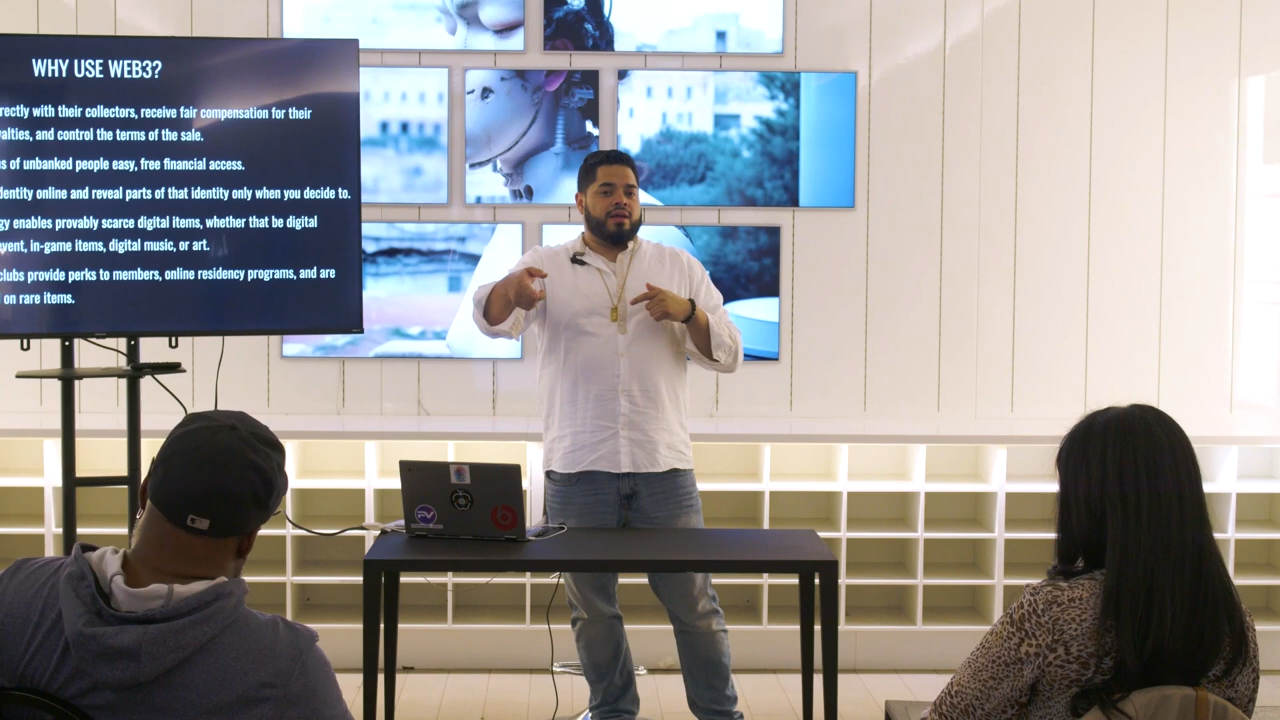 WHY USE WEB3?
rectly with their collectors, receive fair compensation for their
alties, and control the terms of the sale.
s of unbanked people easy, free financial access.
dentity online and reveal parts of that identity only when you decide to.
gy enables provably scarce digital items, whether that be digital
vent, in-game items, digital music, or art.
clubs provide perks to members, online residency programs, and are
on rare items.
PV